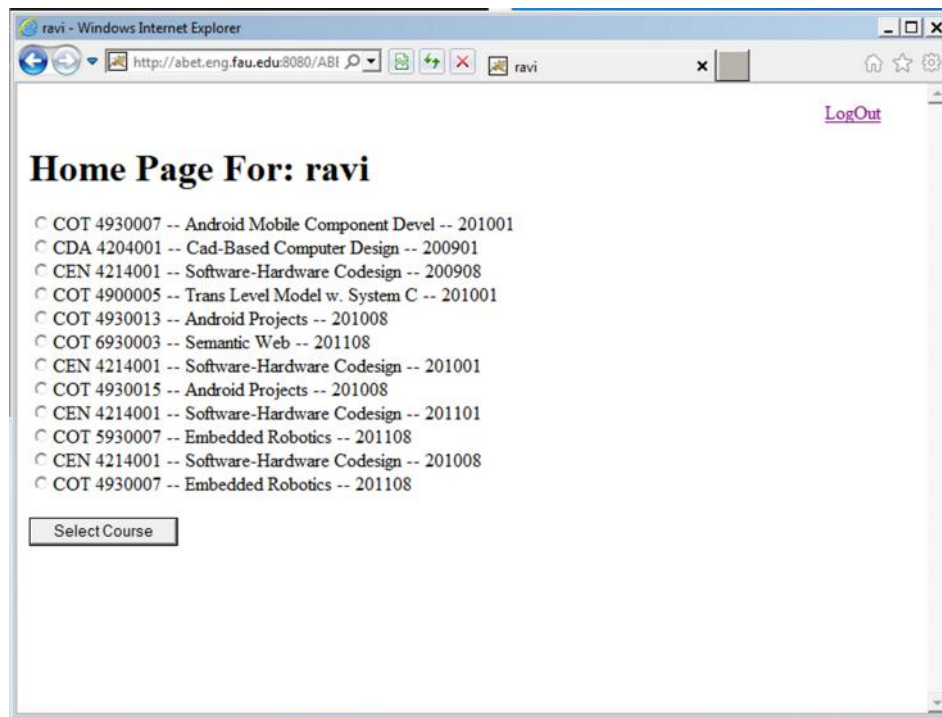 ravi - Windows Internet Explorer
http://abet.eng.fau.edu:8080/ABI
ravi
LogOut
Home Page For: ravi
COT 4930007 -- Android Mobile Component Devel -- 201001
CDA 4204001 -- Cad-Based Computer Design -- 200901
CEN 4214001 -- Software-Hardware Codesign -- 200908
COT 4900005 -- Trans Level Model w. System C -- 201001
COT 4930013 -- Android Projects -- 201008
COT 6930003 -- Semantic Web -- 201108
CEN 4214001 -- Software-Hardware Codesign -- 201001
COT 4930015 -- Android Projects -- 201008
CEN 4214001 -- Software-Hardware Codesign -- 201101
COT 5930007 -- Embedded Robotics -- 201108
CEN 4214001 -- Software-Hardware Codesign -- 201008
COT 4930007 -- Embedded Robotics -- 201108
Select Course